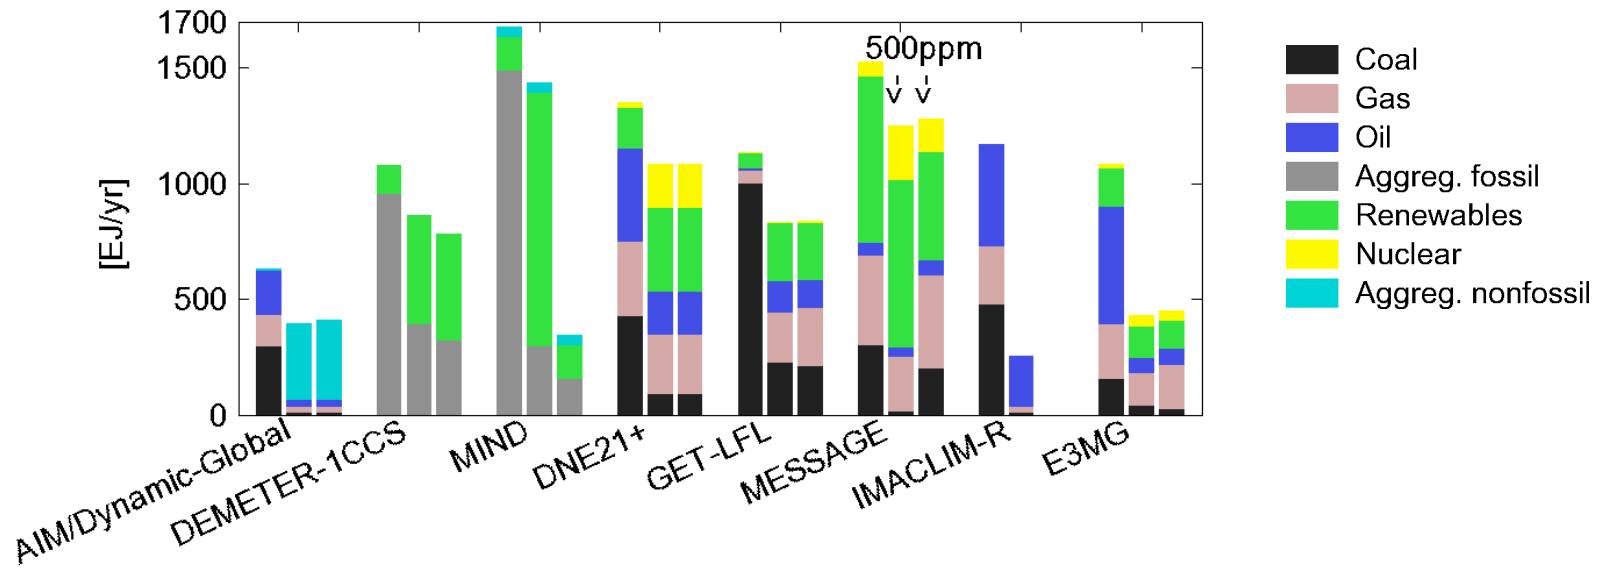 1700
1500
1000
500
0
[EJ/yr]
500ppm
AIM/Dynamic-Global
DEMETER-1CCS
MIND
DNE21+
GET-LFL
MESSAGE
IMACLIM-R
E3MG
Coal
Gas
Oil
Aggreg. fossil
Renewables
Nuclear
Aggreg. nonfossil